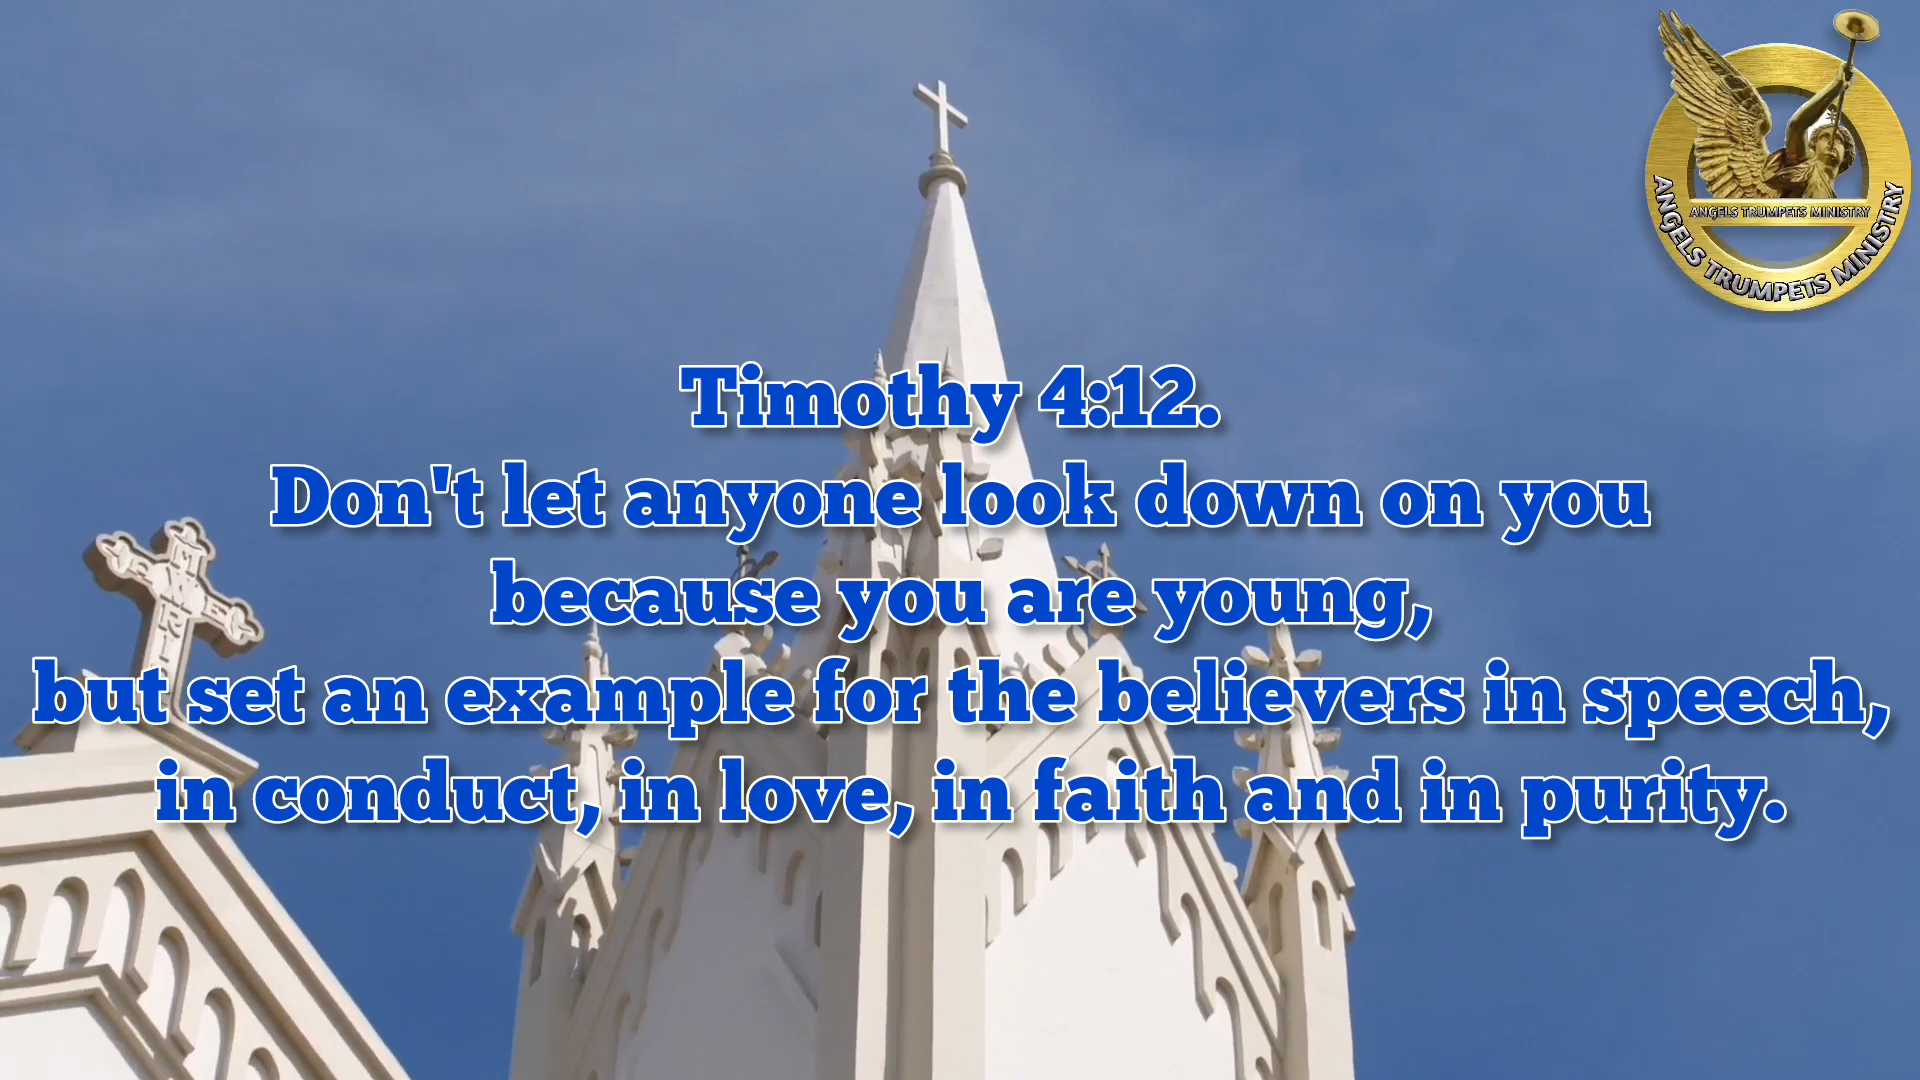 ANGELS TRUMPETS MINISTRY
ANGELS TRUMPETS MINISTRY
Timothy 4:12.
Don't let anyone look down on you
because you are young,
but set an example for the believers in speech,
in conduct, in love, in faith and in purity.